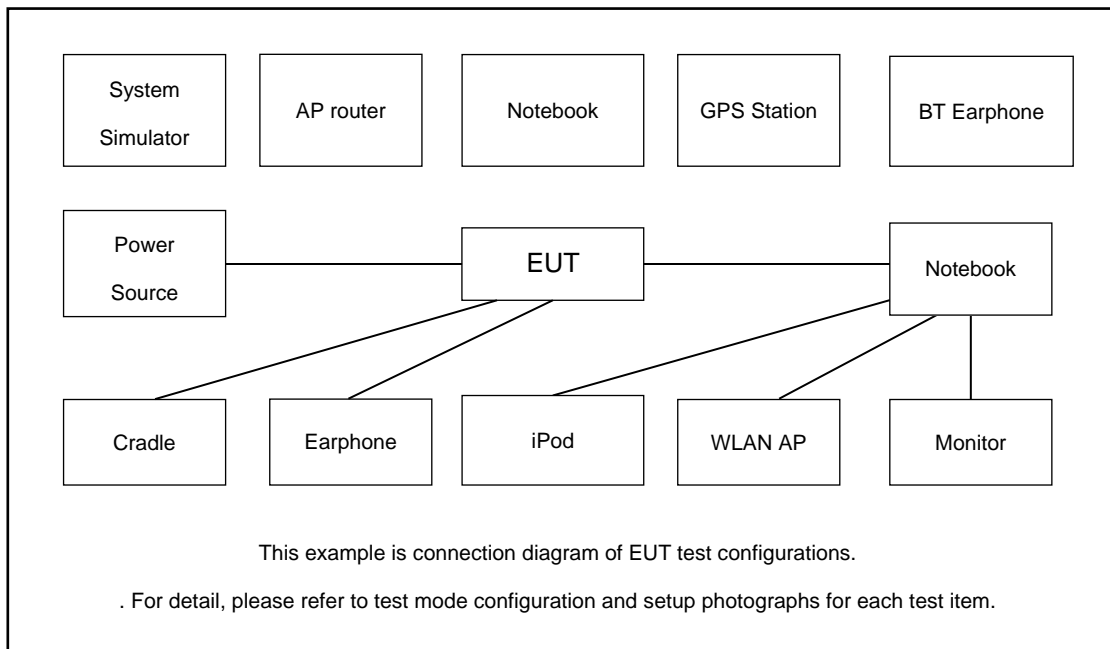 System
Simulator
AP router
Notebook
GPS Station
BT Earphone
Power
Source
EUT
Notebook
Cradle
Earphone
iPod
WLAN AP
Monitor
This example is connection diagram of EUT test configurations.
. For detail, please refer to test mode configuration and setup photographs for each test item.